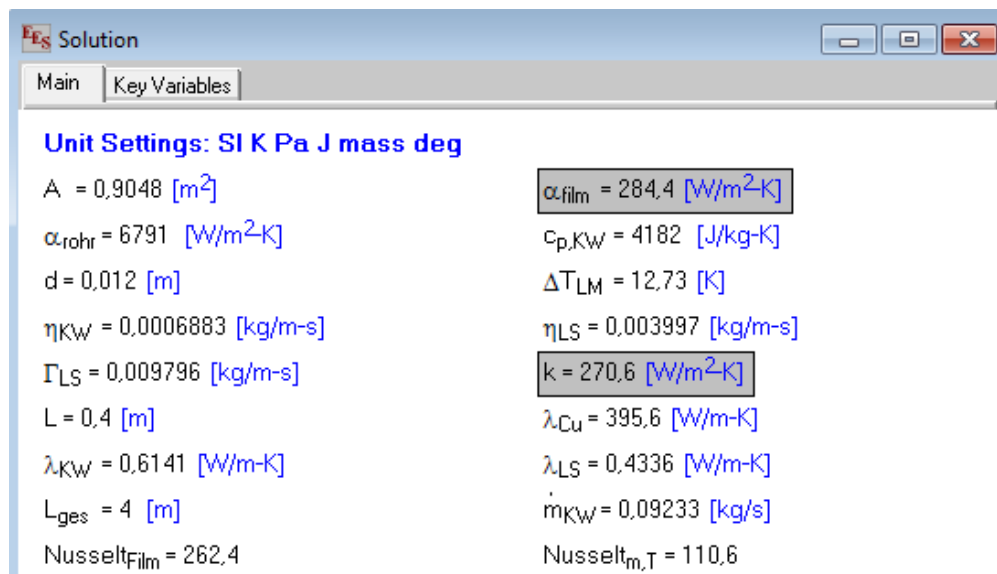 EES Solution
Main Key Variables
Unit Settings: SI K Pa J mass deg
A = 0,9048 [m²] αfilm = 284,4 [W/m²-K]
αrohr = 6791 [W/m²-K] cp,KW = 4182 [J/kg-K]
d = 0,012 [m] ΔTLM = 12,73 [K]
ηKW = 0,0006883 [kg/m-s] ηLS = 0,003997 [kg/m-s]
ΓLS = 0,009796 [kg/m-s] k = 270,6 [W/m²-K]
L = 0,4 [m] λCu = 395,6 [W/m-K]
λKW = 0,6141 [W/m-K] λLS = 0,4336 [W/m-K]
Lges = 4 [m] ṁKW = 0,09233 [kg/s]
NusseltFilm = 262,4 Nusseltm,T = 110,6